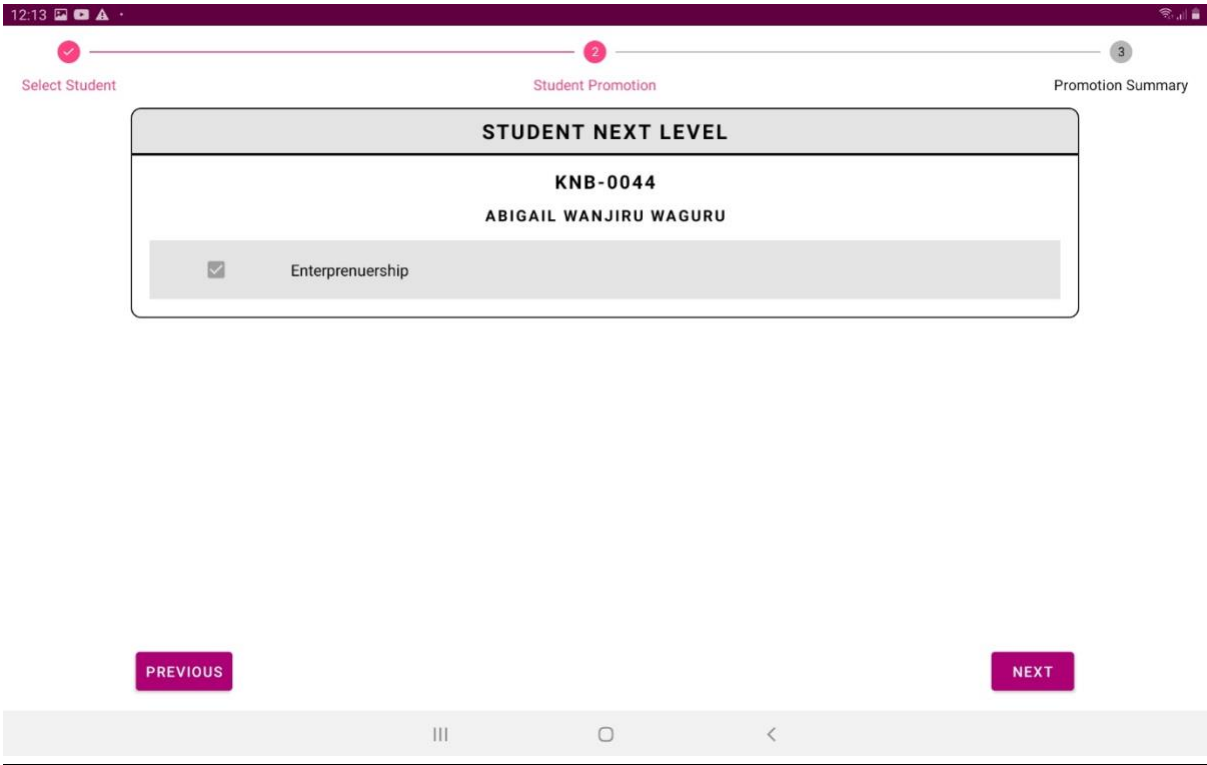 12:13
2
3
Select Student
Student Promotion
Promotion Summary
STUDENT NEXT LEVEL
KNB-0044
ABIGAIL WANJIRU WAGURU
Enterprenuership
PREVIOUS
NEXT